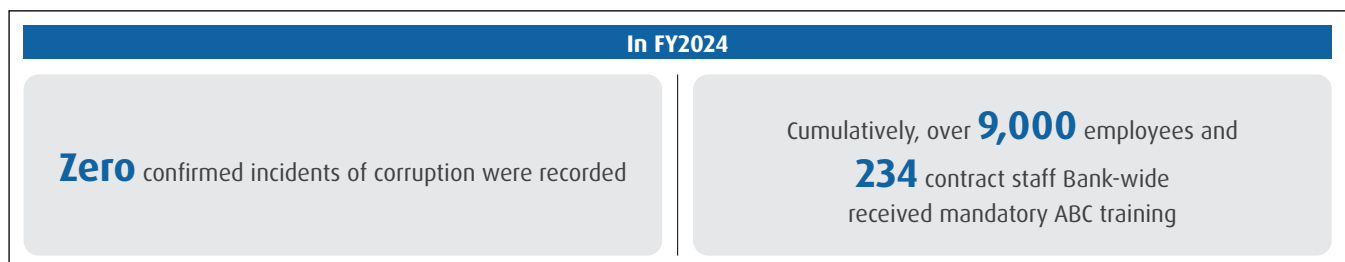 In FY2024
Zero confirmed incidents of corruption were recorded
Cumulatively, over 9,000 employees and
234 contract staff Bank-wide
received mandatory ABC training